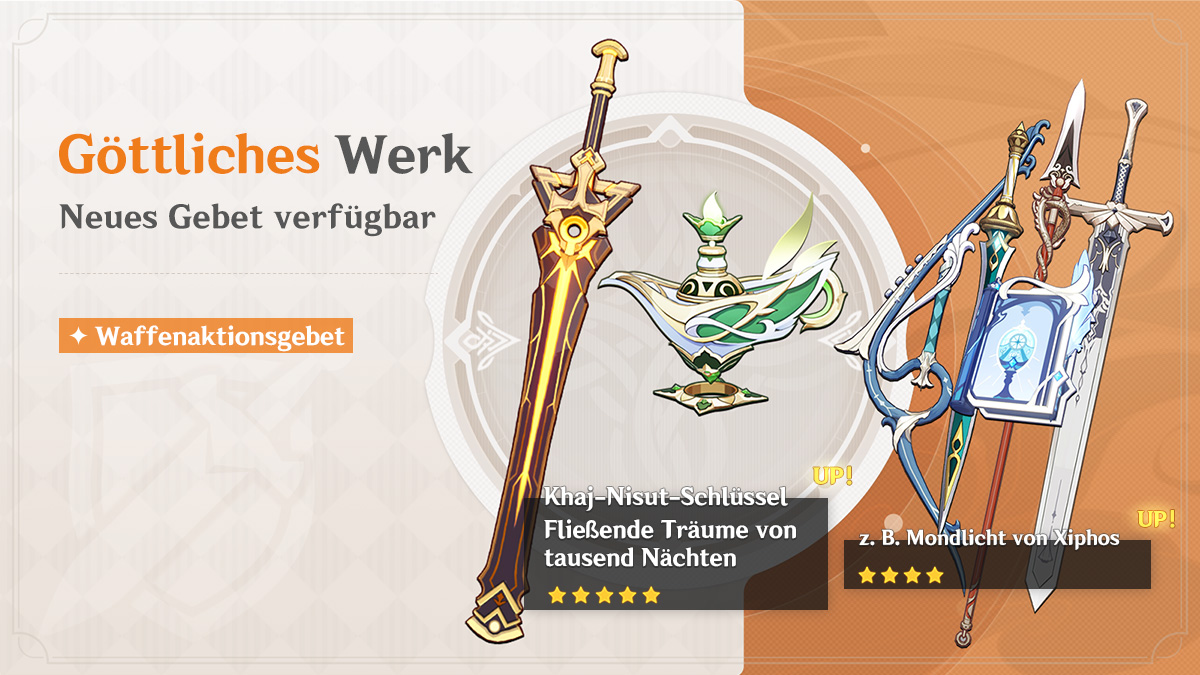 Göttliches Werk
Neues Gebet verfügbar
✦ Waffenaktionsgebet
UP!
Khaj-Nisut-Schlüssel
Fließende Träume von
tausend Nächten
UP!
z. B. Mondlicht von Xiphos